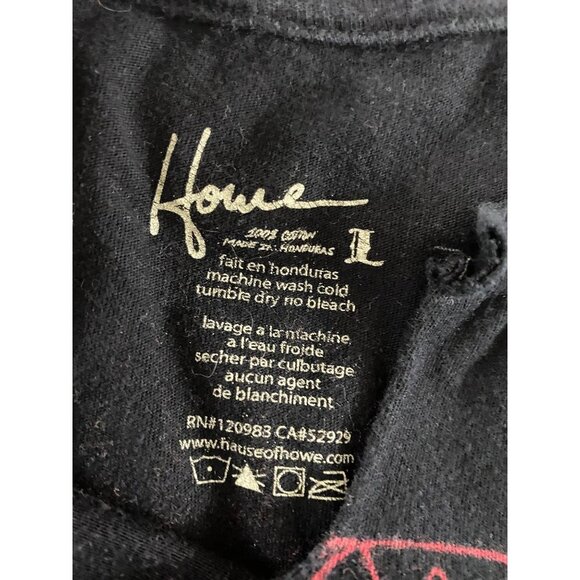 Howe
100% COTTON
MADE IN: HONDURAS L
fait en honduras
machine wash cold
tumble dry no bleach
lavage a la machine
a l'eau froide
secher par culbutage
aucun agent
de blanchiment
RN#120983 CA#52929
www.hauseofhowe.com